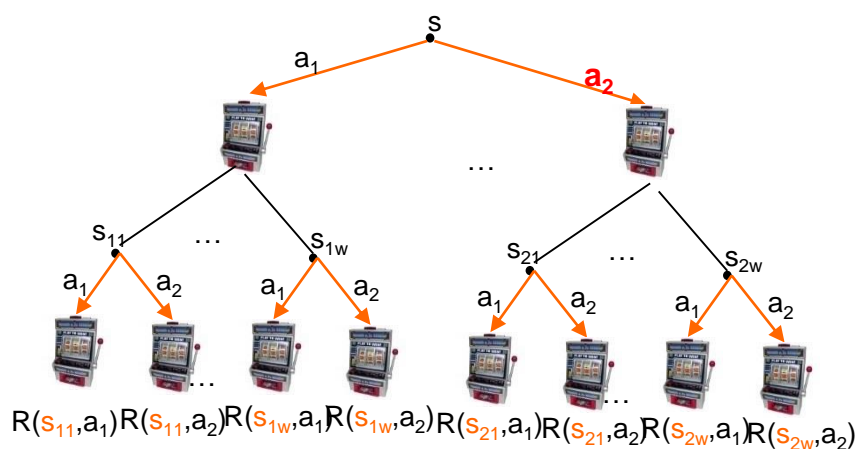 s
a₁ a₂
...
s₁₁ ... s₁w s₂₁ ... s₂w
a₁ a₂ a₁ a₂ a₁ a₂ a₁ a₂
... ...
R(s₁₁,a₁) R(s₁₁,a₂) R(s₁w,a₁) R(s₁w,a₂) R(s₂₁,a₁) R(s₂₁,a₂) R(s₂w,a₁) R(s₂w,a₂)